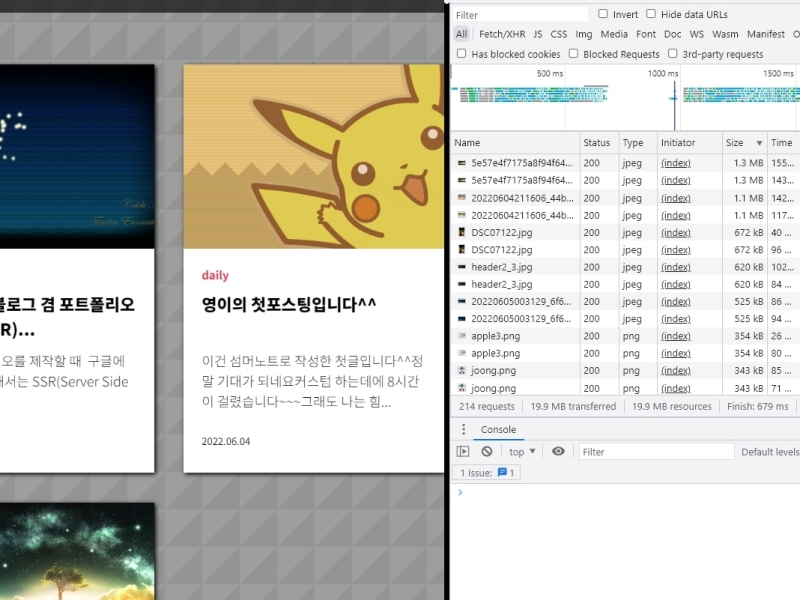 블로그 겸 포트폴리오
R)...
오를 제작할 때 구글에
서는 SSR(Server Side
daily
영이의 첫포스팅입니다^^
이건 섬머노트로 작성한 첫글입니다^^정
말 기대가 되네요커스텀 하는데에 8시간
이 걸렸습니다~~~그래도 나는 힘...
2022.06.04
Filter Invert Hide data URLs
All Fetch/XHR JS CSS Img Media Font Doc WS Wasm Manifest O
Has blocked cookies Blocked Requests 3rd-party requests
500 ms 1000 ms 1500 ms
Name Status Type Initiator Size ▼ Time
5e57e4f7175a8f94f64... 200 jpeg (index) 1.3 MB 155...
5e57e4f7175a8f94f64... 200 jpeg (index) 1.3 MB 143...
20220604211606_44b... 200 jpeg (index) 1.1 MB 142...
20220604211606_44b... 200 jpeg (index) 1.1 MB 117...
DSC07122.jpg 200 jpeg (index) 672 kB 40 ...
DSC07122.jpg 200 jpeg (index) 672 kB 96 ...
header2_3.jpg 200 jpeg (index) 620 kB 102...
header2_3.jpg 200 jpeg (index) 620 kB 84 ...
20220605003129_6f6... 200 jpeg (index) 525 kB 86 ...
20220605003129_6f6... 200 jpeg (index) 525 kB 94 ...
apple3.png 200 png (index) 354 kB 26 ...
apple3.png 200 png (index) 354 kB 80 ...
joong.png 200 png (index) 343 kB 85 ...
joong.png 200 png (index) 343 kB 71 ...
214 requests 19.9 MB transferred 19.9 MB resources Finish: 679 ms
Console
top ▼ Filter Default levels
1 Issue: 1